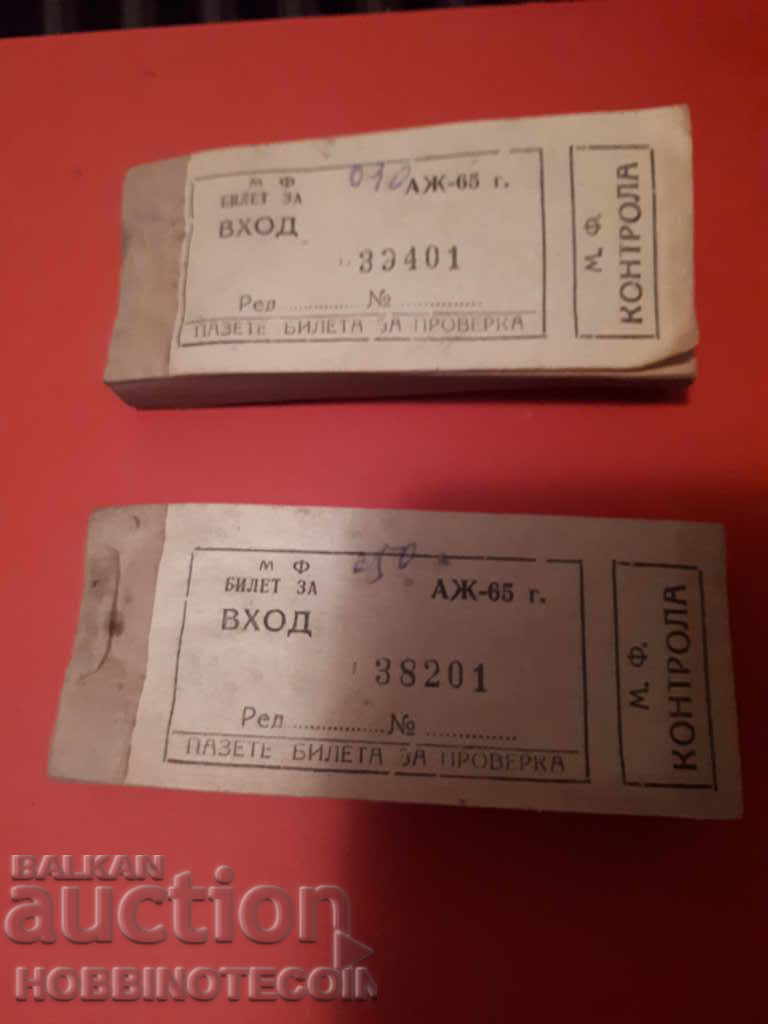 М Ф 010 АЖ-65 г.
БИЛЕТ ЗА
ВХОД
39401
Ред............ № ...............
ПАЗЕТЕ БИЛЕТА ЗА ПРОВЕРКА
М. Ф.
КОНТРОЛА
М Ф
БИЛЕТ ЗА АЖ-65 г.
ВХОД
38201
Ред............... № ...............
ПАЗЕТЕ БИЛЕТА ЗА ПРОВЕРКА
М. Ф.
КОНТРОЛА
BALKAN
auction
HOBBINOTECOIN